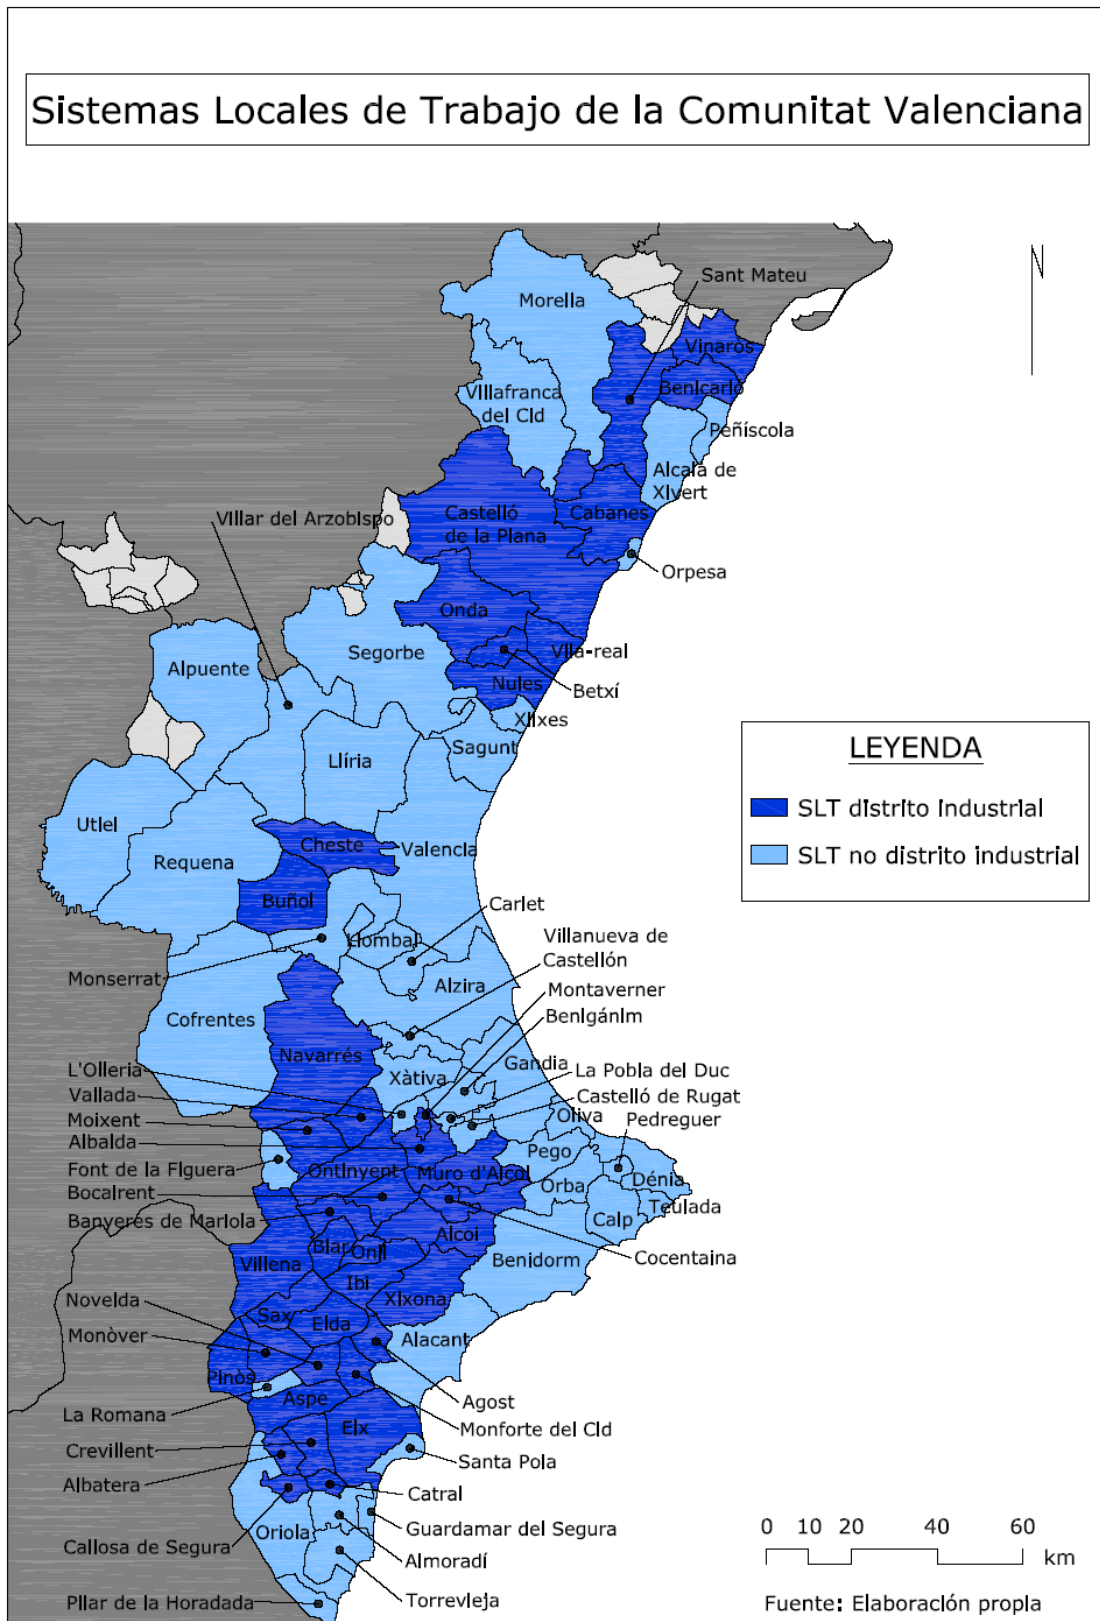 Sistemas Locales de Trabajo de la Comunitat Valenciana
N
Sant Mateu
Morella
Vinaròs
Benicarló
Villafranca
del Cid
Peñíscola
Alcalà de
Xivert
Castelló
de la Plana
Cabanes
Villar del Arzobispo
Orpesa
Onda
Vila-real
Segorbe
Alpuente
Nules
Betxí
Xilxes
Sagunt
Llíria
LEYENDA
SLT distrito industrial
SLT no distrito industrial
Utiel
Requena
Cheste
Valencia
Buñol
Carlet
Llombai
Villanueva de
Castellón
Monserrat
Alzira
Montaverner
Benigánim
Cofrentes
Navarrés
Gandia
L'Olleria
Xàtiva
La Pobla del Duc
Vallada
Castelló de Rugat
Moixent
Oliva
Pedreguer
Albaida
Pego
Font de la Figuera
Ontinyent
Muro d'Alcoi
Dénia
Orba
Bocairent
Teulada
Banyeres de Mariola
Calp
Alcoi
Biar
Onil
Benidorm
Cocentaina
Villena
Ibi
Xixona
Novelda
Sax
Elda
Monòver
Alacant
Pinós
Agost
La Romana
Aspe
Elx
Monforte del Cid
Crevillent
Santa Pola
Albatera
Catral
Oriola
Guardamar del Segura
Callosa de Segura
Almoradí
Torrevieja
Pilar de la Horadada
0 10 20 40 60
km
Fuente: Elaboración propia